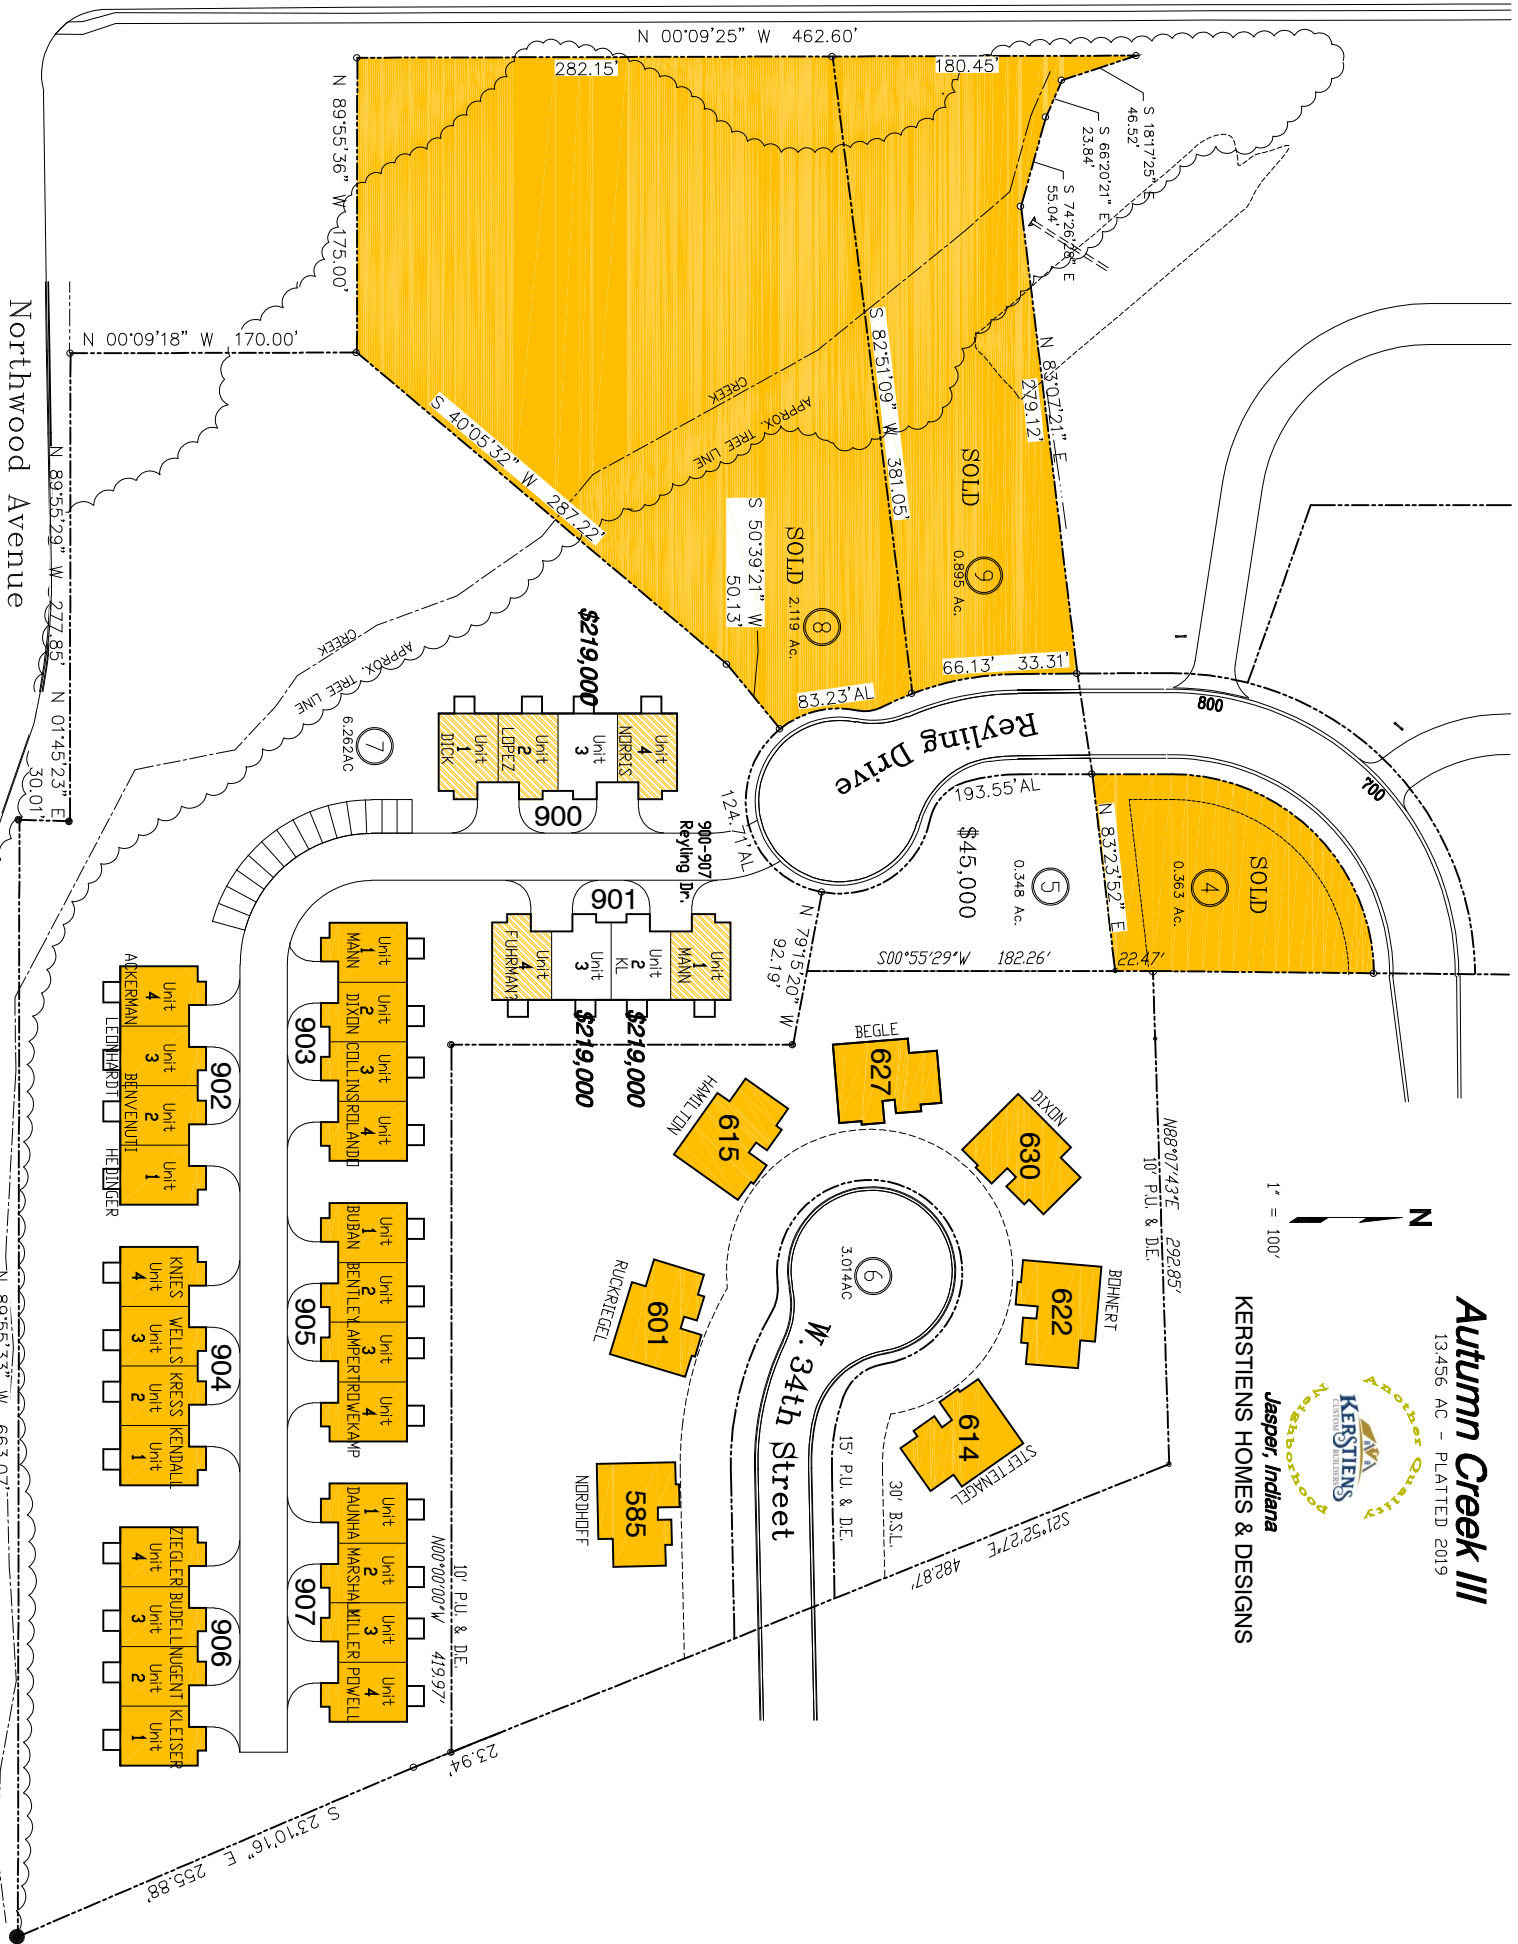 Autumn Creek III
13.456 AC - PLATTED 2019
Another Quality
KERSTIENS
CUSTOM BUILDERS
Neighborhood
Jasper, Indiana
KERSTIENS HOMES & DESIGNS
N
1" = 100'
N 00°09'25" W 462.60'
282.15'
180.45'
S 18°17'25" E
46.52'
S 66°20'21" E
23.84'
S 74°26'28" E
55.04'
N 83°07'21" E
279.12'
S 82°51'09" W 381.05'
SOLD
9
0.895 Ac.
66.13'
33.31'
SOLD
8
2.119 Ac.
S 50°39'21" W
50.13'
83.23'AL
N 89°55'36" W 175.00'
N 00°09'18" W 170.00'
S 40°05'32" W 287.22'
CREEK
APPROX. TREE LINE
CREEK
APPROX. TREE LINE
Northwood Avenue
N 89°55'29" W 277.85'
N 01°45'23" E
30.01'
N 89°55'33" W 663.07'
7
6.262AC
Reyling Drive
800
700
193.55'AL
124.71'AL
SOLD
4
0.363 Ac.
N 83°23'52" E
22.47'
5
0.348 Ac.
$45,000
S00°55'29"W 182.26'
N 79°15'20" W
92.19'
900-907
Reyling Dr.
$219,000
900
Unit 4 NORRIS
Unit 3
Unit 2 LOPEZ
Unit 1 DICK
901
Unit 1 MANN
Unit 2 KL
Unit 3
Unit 4 FUHRMAN?
$219,000
$219,000
903
Unit 1 MANN
Unit 2 DIXON
Unit 3 COLLINS
Unit 4 ROLANDO
902
Unit 4 ACKERMAN
Unit 3 LEONHARDT
Unit 2 BENVENUTI
Unit 1 HEDINGER
905
Unit 1 BUBAN
Unit 2 BENTLEY
Unit 3 LAMPERT
Unit 4 ROWEKAMP
904
Unit 4 KNIES
Unit 3 WELLS
Unit 2 KRESS
Unit 1 KENDALL
907
Unit 1 DAUNHA
Unit 2 MARSHA
Unit 3 MILLER
Unit 4 POWELL
906
Unit 4 ZIEGLER
Unit 3 BUDELL
Unit 2 NUGENT
Unit 1 KLEISER
BEGLE
627
HAMILTON
615
DIXON
630
BOHNERT
622
STEFTENAGEL
614
RUCKRIEGEL
601
NORDHOFF
585
6
3.014AC
W. 34th Street
N88°07'43"E 292.85'
10' P.U. & D.E.
15' P.U. & D.E.
30' B.S.L.
S21°52'27"E 482.87'
10' P.U. & D.E.
N00°00'00"W 419.97'
23.94'
S 23°10'16" E 255.88'